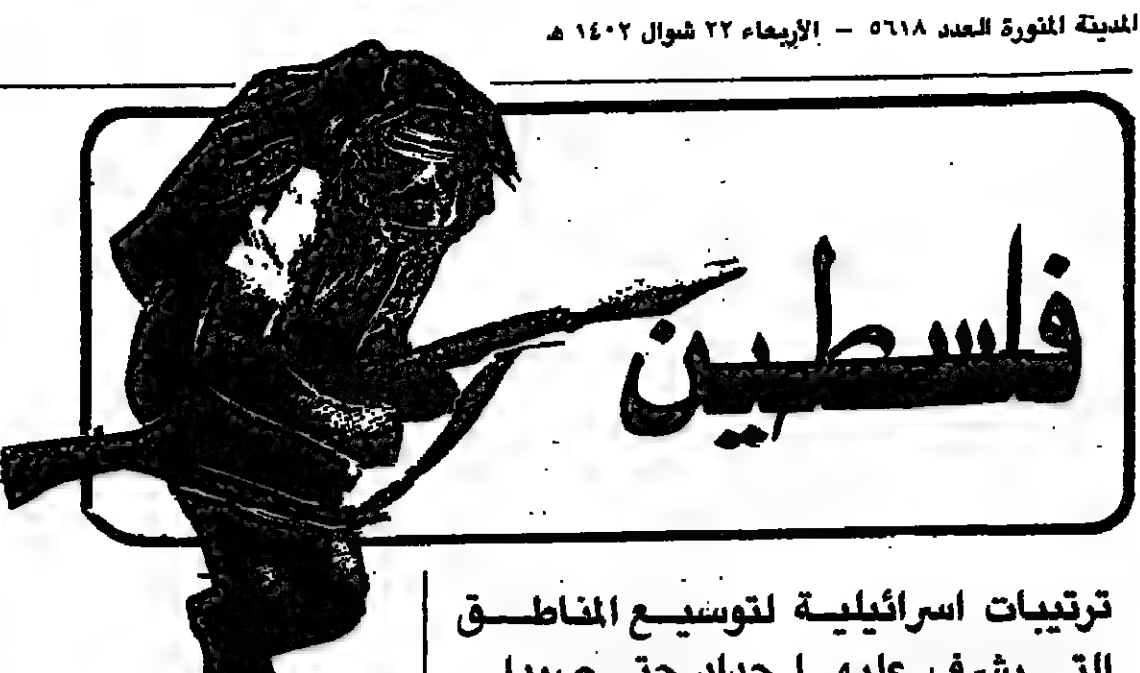 المدينة المنورة العدد ٥٦١٨ – الأربعاء ٢٢ شوال ١٤٠٢ هـ
فلسطين
ترتيبات اسرائيلية لتوسيع المناطق